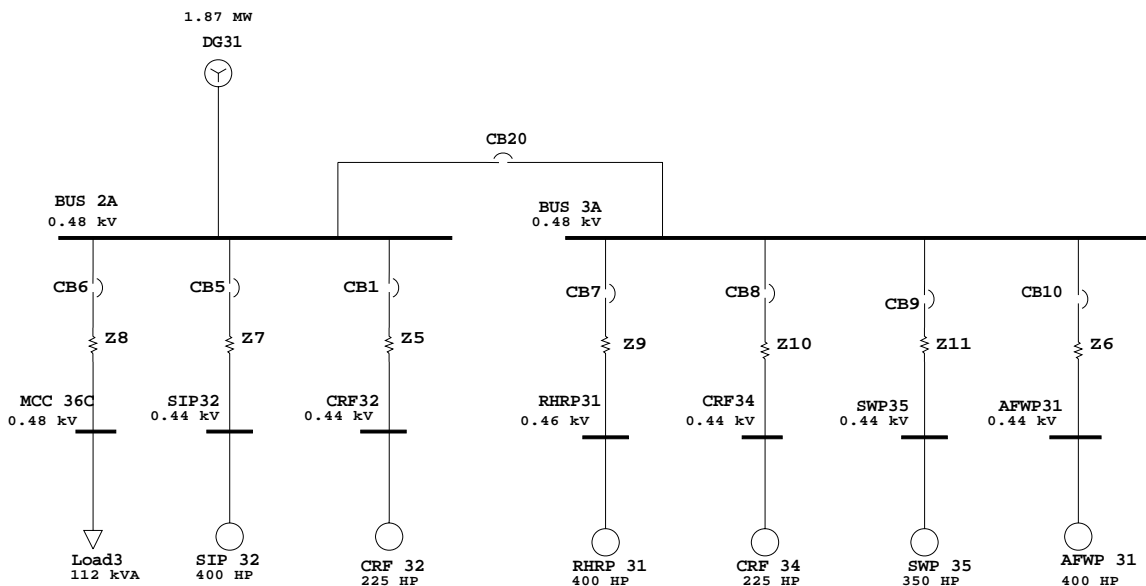 1.87 MW
DG31
CB20
BUS 2A
0.48 kV
BUS 3A
0.48 kV
CB6
CB5
CB1
CB7
CB8
CB9
CB10
Z8
Z7
Z5
Z9
Z10
Z11
Z6
MCC 36C
0.48 kV
SIP32
0.44 kV
CRF32
0.44 kV
RHRP31
0.46 kV
CRF34
0.44 kV
SWP35
0.44 kV
AFWP31
0.44 kV
Load3
112 kVA
SIP 32
400 HP
CRF 32
225 HP
RHRP 31
400 HP
CRF 34
225 HP
SWP 35
350 HP
AFWP 31
400 HP